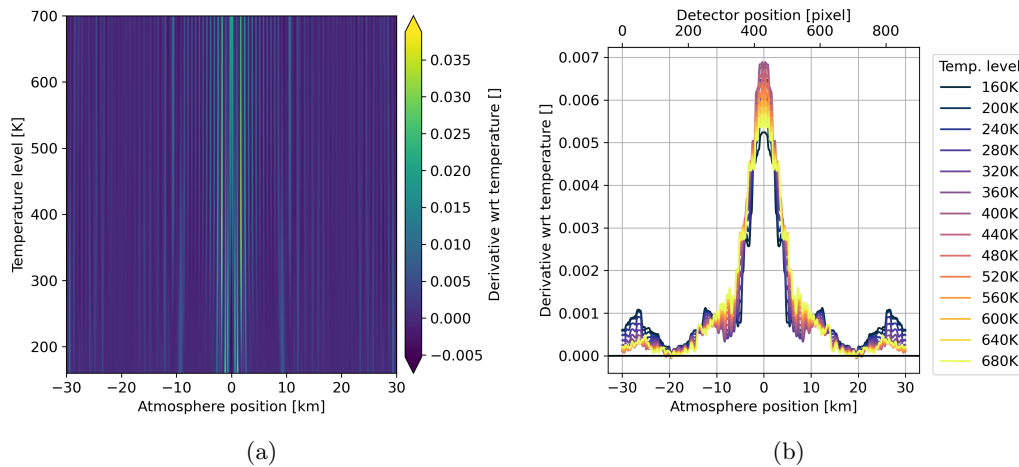 700
600
500
400
300
200
Temperature level [K]
−30 −20 −10 0 10 20 30
Atmosphere position [km]
0.035
0.030
0.025
0.020
0.015
0.010
0.005
0.000
−0.005
Derivative wrt temperature []
(a)
Detector position [pixel]
0 200 400 600 800
0.007
0.006
0.005
0.004
0.003
0.002
0.001
0.000
Derivative wrt temperature []
−30 −20 −10 0 10 20 30
Atmosphere position [km]
Temp. level
160K
200K
240K
280K
320K
360K
400K
440K
480K
520K
560K
600K
640K
680K
(b)